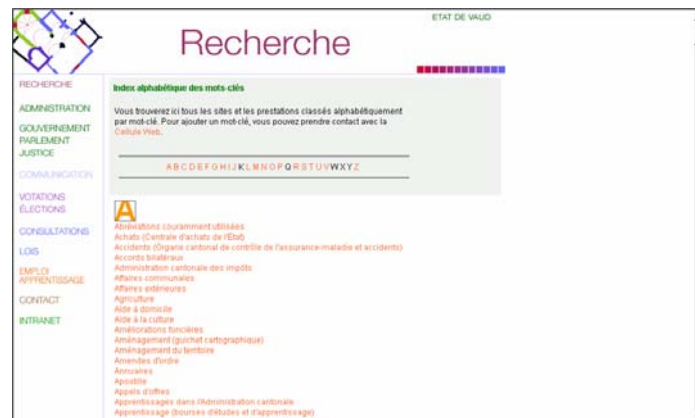 ETAT DE VAUD
Recherche
RECHERCHE
ADMINISTRATION
GOUVERNEMENT
PARLEMENT
JUSTICE
COMMUNICATION
VOTATIONS
ÉLECTIONS
CONSULTATIONS
LOIS
EMPLOI
APPRENTISSAGE
CONTACT
INTRANET
Index alphabétique des mots-clés
Vous trouverez ici tous les sites et les prestations classés alphabétiquement
par mot-clé. Pour ajouter un mot-clé, vous pouvez prendre contact avec la
Cellule Web.
A B C D E F G H I J K L M N O P Q R S T U V W X Y Z
A
Abréviations couramment utilisées
Achats (Centrale d'achats de l'État)
Accidents (Organe cantonal de contrôle de l'assurance-maladie et accidents)
Accords bilatéraux
Administration cantonale des impôts
Affaires communales
Affaires extérieures
Agriculture
Aide à domicile
Aide à la culture
Améliorations foncières
Aménagement (guichet cartographique)
Aménagement du territoire
Amendes d'ordre
Annuaires
Apostille
Appels d'offres
Apprentissages dans l'Administration cantonale
Apprentissage (bourses d'études et d'apprentissage)